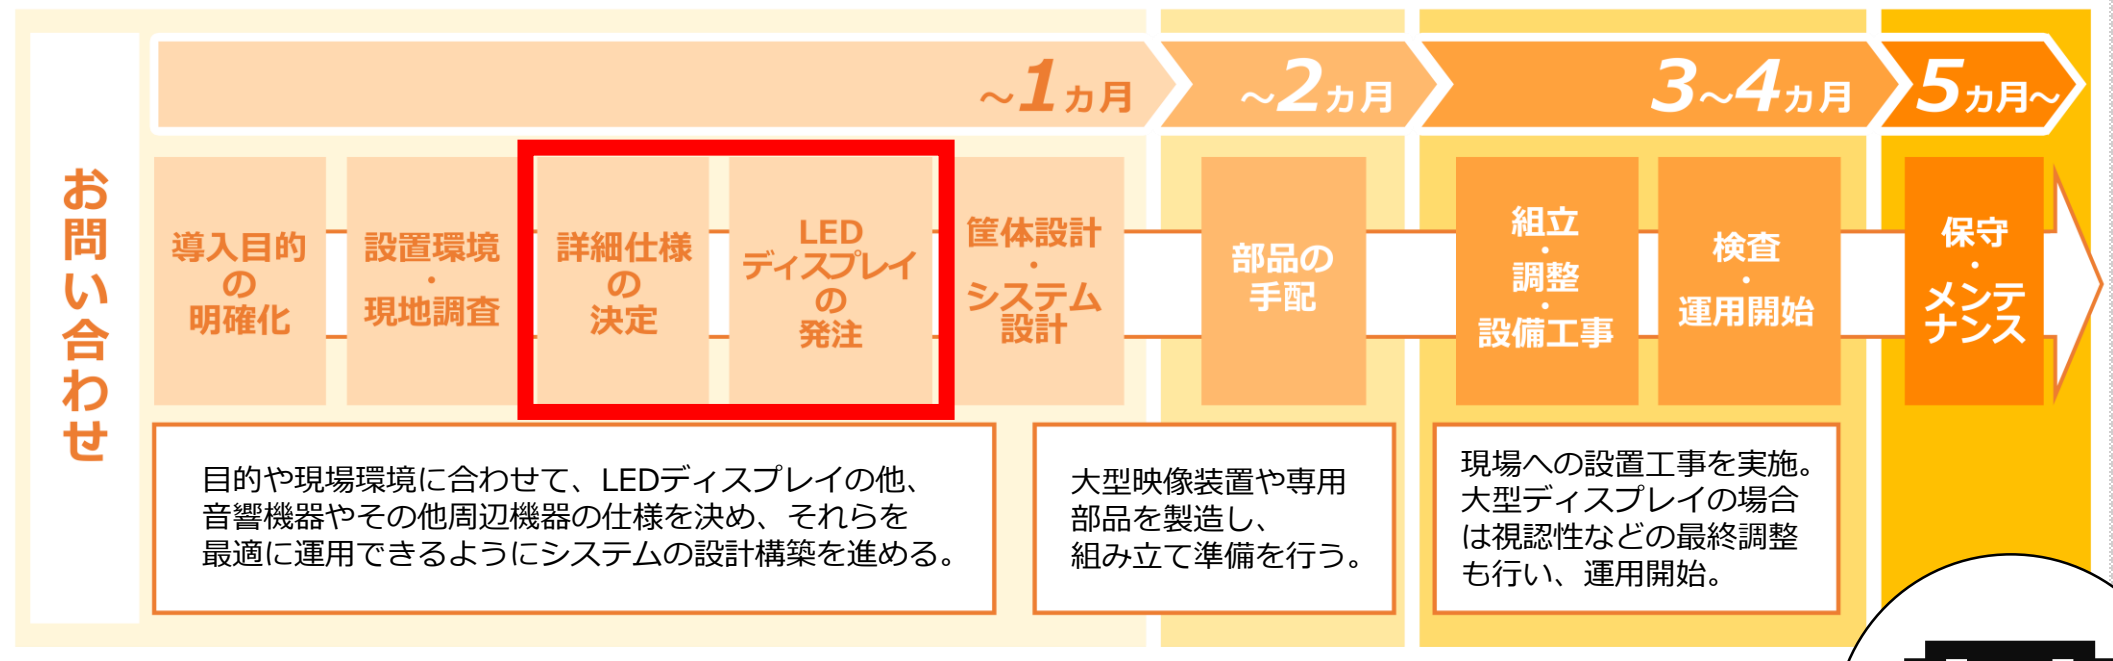 お問い合わせ
～1カ月
～2カ月
3～4カ月
5カ月～
導入目的
の
明確化
設置環境
・
現地調査
詳細仕様
の
決定
LED
ディスプレイ
の
発注
筐体設計
・
システム
設計
部品の
手配
組立
・
調整
・
設備工事
検査
・
運用開始
保守
・
メンテ
ナンス
目的や現場環境に合わせて、LEDディスプレイの他、
音響機器やその他周辺機器の仕様を決め、それらを
最適に運用できるようにシステムの設計構築を進める。
大型映像装置や専用
部品を製造し、
組み立て準備を行う。
現場への設置工事を実施。
大型ディスプレイの場合
は視認性などの最終調整
も行い、運用開始。